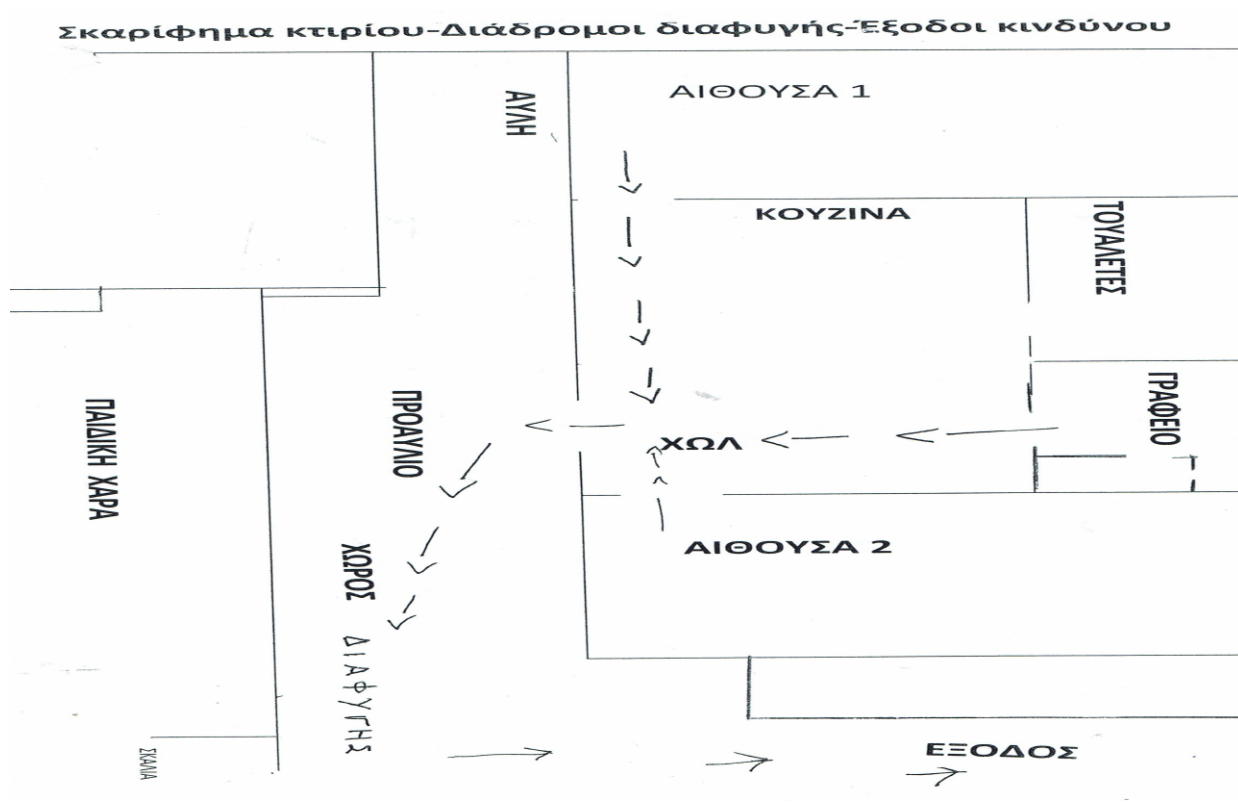 Σκαρίφημα κτιρίου-Διάδρομοι διαφυγής-Έξοδοι κινδύνου
ΑΥΛΗ
ΑΙΘΟΥΣΑ 1
ΚΟΥΖΙΝΑ
ΤΟΥΑΛΕΤΕΣ
ΠΑΙΔΙΚΗ ΧΑΡΑ
ΠΡΟΑΥΛΙΟ
ΧΩΛ
ΓΡΑΦΕΙΟ
ΧΩΡΟΣ ΔΙΑΦΥΓΗΣ
ΑΙΘΟΥΣΑ 2
ΣΚΑΛΙΑ
ΕΞΟΔΟΣ